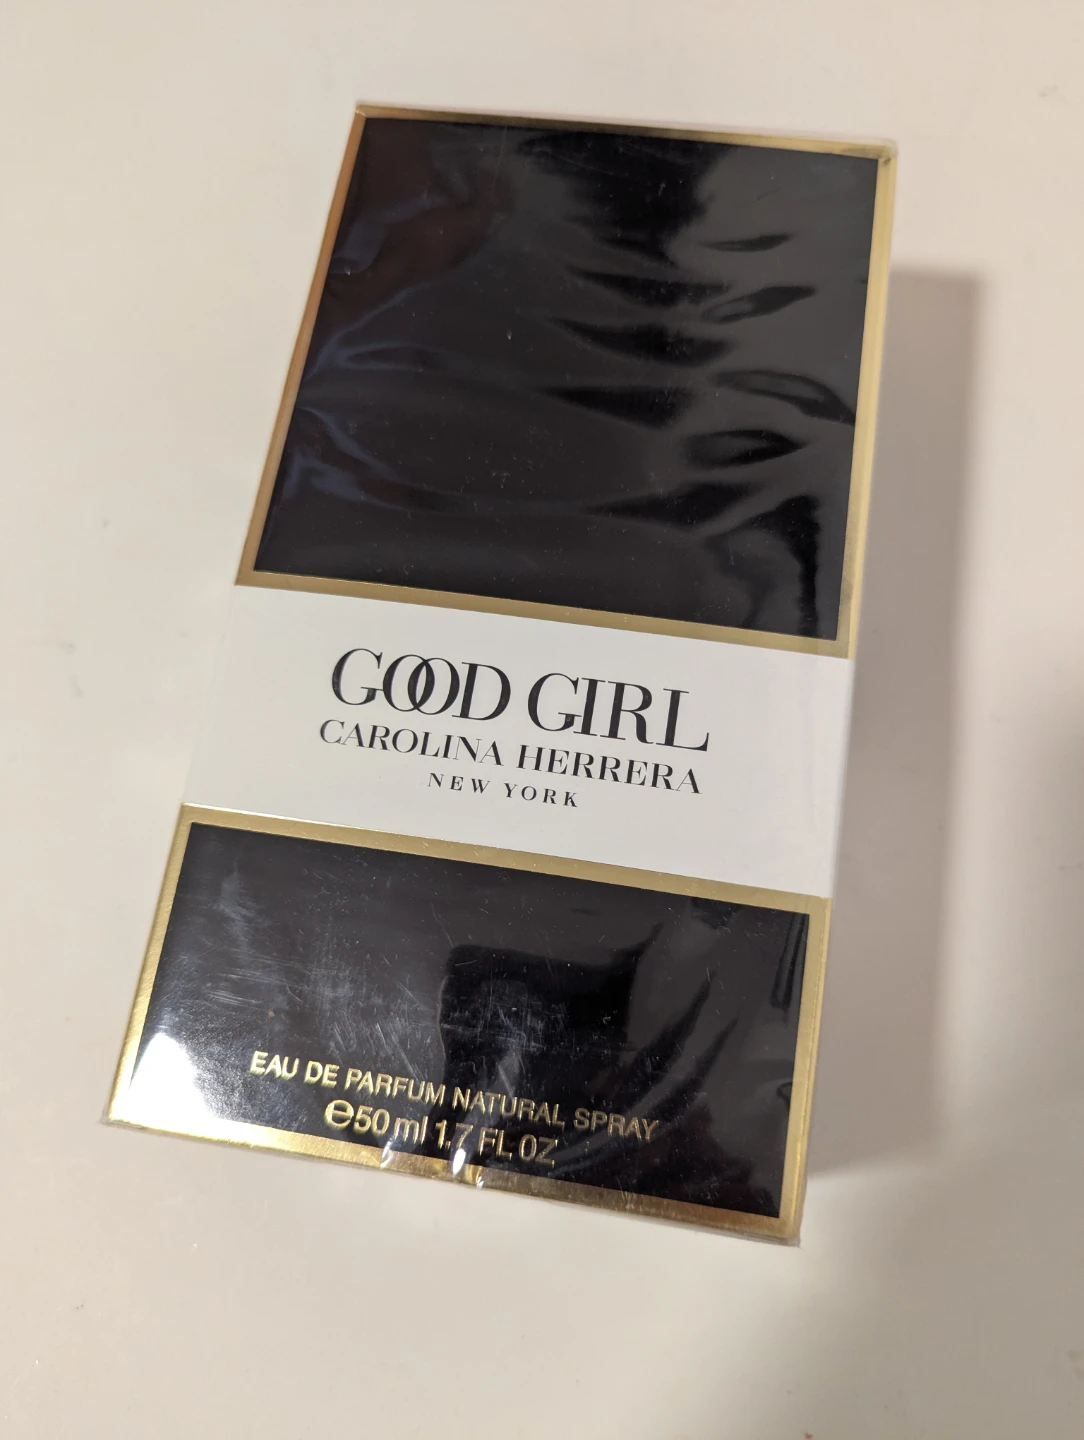 GOOD GIRL
CAROLINA HERRERA
NEW YORK
EAU DE PARFUM NATURAL SPRAY
℮50 ml 1.7 FL OZ